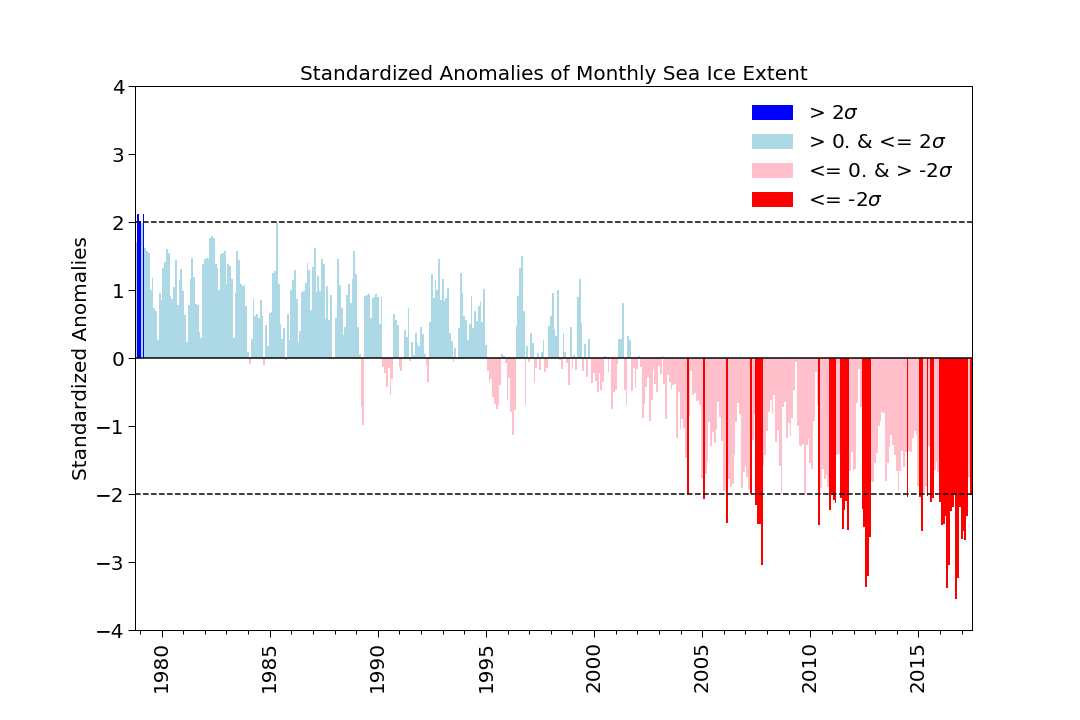 Standardized Anomalies of Monthly Sea Ice Extent
> 2σ
> 0. & <= 2σ
<= 0. & > -2σ
<= -2σ
Standardized Anomalies
4
3
2
1
0
−1
−2
−3
−4
1980
1985
1990
1995
2000
2005
2010
2015